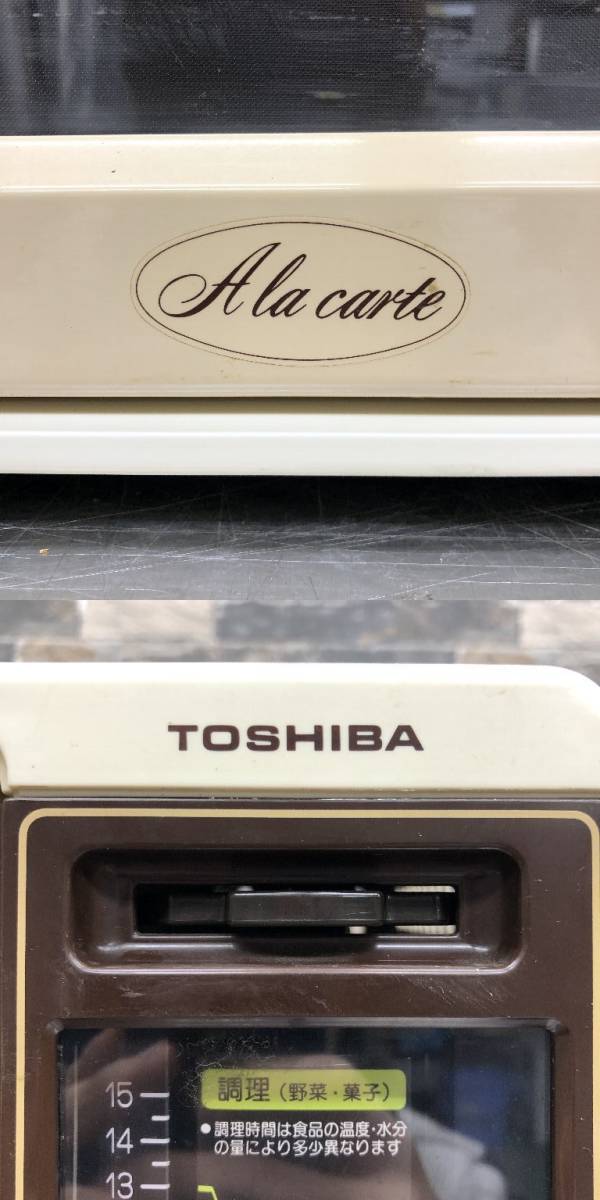 A la carte
TOSHIBA
調理(野菜・菓子)
15
●調理時間は食品の温度・水分
14
の量により多少異なります
13